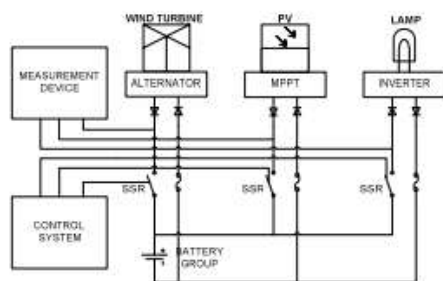 WIND TURBINE
PV
LAMP
MEASUREMENT
DEVICE
ALTERNATOR
MPPT
INVERTER
SSR
SSR
SSR
CONTROL
SYSTEM
BATTERY
GROUP